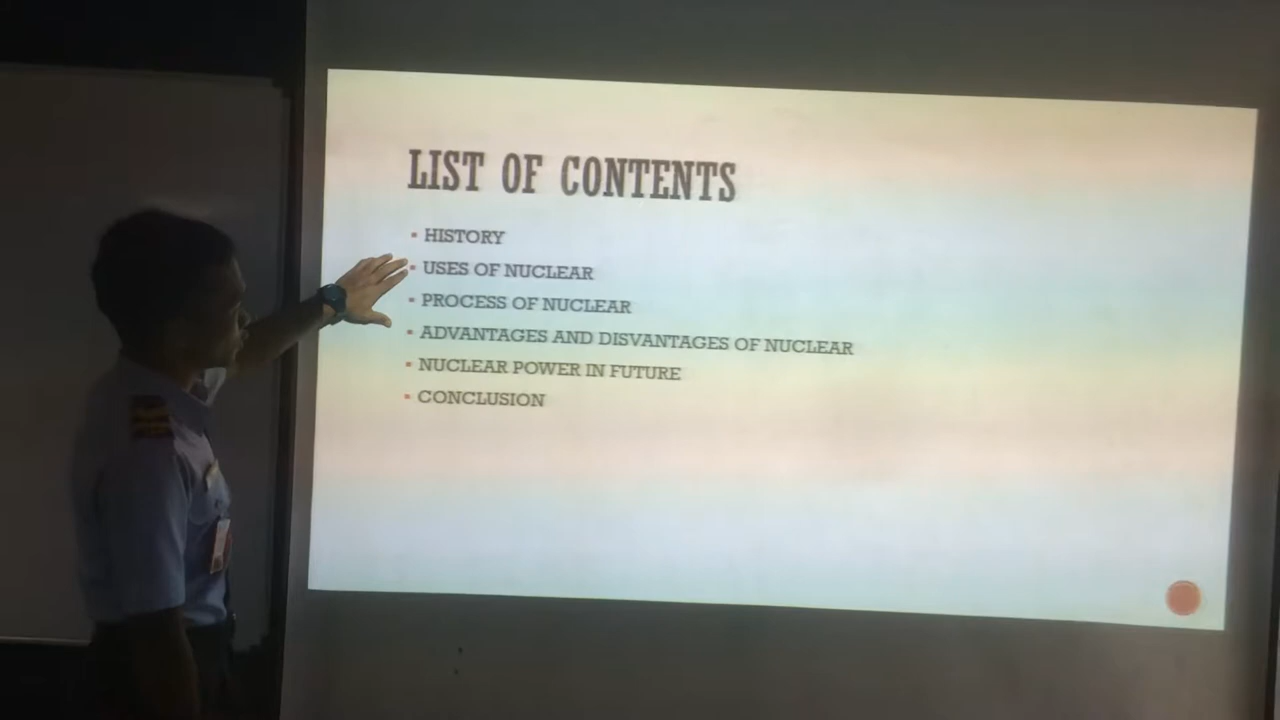 LIST OF CONTENTS
HISTORY
USES OF NUCLEAR
PROCESS OF NUCLEAR
ADVANTAGES AND DISVANTAGES OF NUCLEAR
NUCLEAR POWER IN FUTURE
CONCLUSION